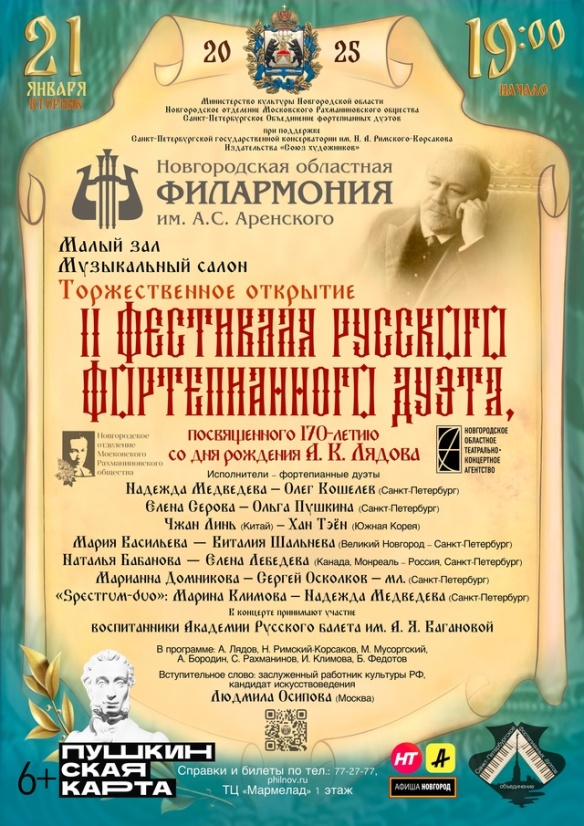 21
ЯНВАРЯ
ВТОРНИК
20 25
19:00
НАЧАЛО
Министерство культуры Новгородской области
Новгородское отделение Московского Рахманиновского общества
Санкт-Петербургское Объединение фортепианных дуэтов
при поддержке
Санкт-Петербургской государственной консерватории им. Н. А. Римского-Корсакова
Издательства «Союз художников»
Новгородская областная
ФИЛАРМОНИЯ
им. А.С. Аренского
Малый зал
Музыкальный салон
Торжественное открытие
II ФЕСТИВАЛЯ РУССКОГО
ФОРТЕПИАННОГО ДУЭТА,
посвященного 170-летию
со дня рождения А. К. Лядова
Новгородское
отделение
Московского
Рахманиновского
общества
НОВГОРОДСКОЕ
ОБЛАСТНОЕ
ТЕАТРАЛЬНО-
КОНЦЕРТНОЕ
АГЕНТСТВО
Исполнители – фортепианные дуэты
Надежда Медведева – Олег Кошелев (Санкт-Петербург)
Елена Серова – Ольга Пушкина (Санкт-Петербург)
Чжан Линь (Китай) – Хан Тэён (Южная Корея)
Мария Васильева – Виталия Шальнева (Великий Новгород – Санкт-Петербург)
Наталья Бабанова – Елена Лебедева (Канада, Монреаль – Россия, Санкт-Петербург)
Марианна Домникова – Сергей Осколков – мл. (Санкт-Петербург)
«Spectrum-duo»: Марина Климова – Надежда Медведева (Санкт-Петербург)
В концерте принимают участие
воспитанники Академии Русского балета им. А. Я. Вагановой
В программе: А. Лядов, Н. Римский-Корсаков, М. Мусоргский,
А. Бородин, С. Рахманинов, И. Климова, Б. Федотов
Вступительное слово: заслуженный работник культуры РФ,
кандидат искусствоведения
Людмила Осипова (Москва)
6+
ПУШКИН
СКАЯ
КАРТА
Справки и билеты по тел.: 77-27-77,
philnov.ru
ТЦ «Мармелад» 1 этаж
НТ А
АФИША НОВГОРОД
объединение